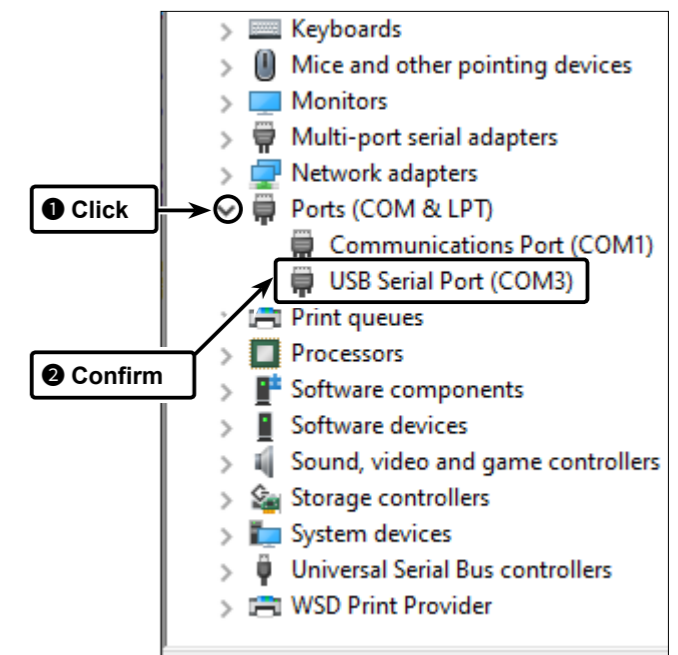 Keyboards
Mice and other pointing devices
Monitors
Multi-port serial adapters
Network adapters
❶ Click
Ports (COM & LPT)
Communications Port (COM1)
USB Serial Port (COM3)
Print queues
Processors
❷ Confirm
Software components
Software devices
Sound, video and game controllers
Storage controllers
System devices
Universal Serial Bus controllers
WSD Print Provider